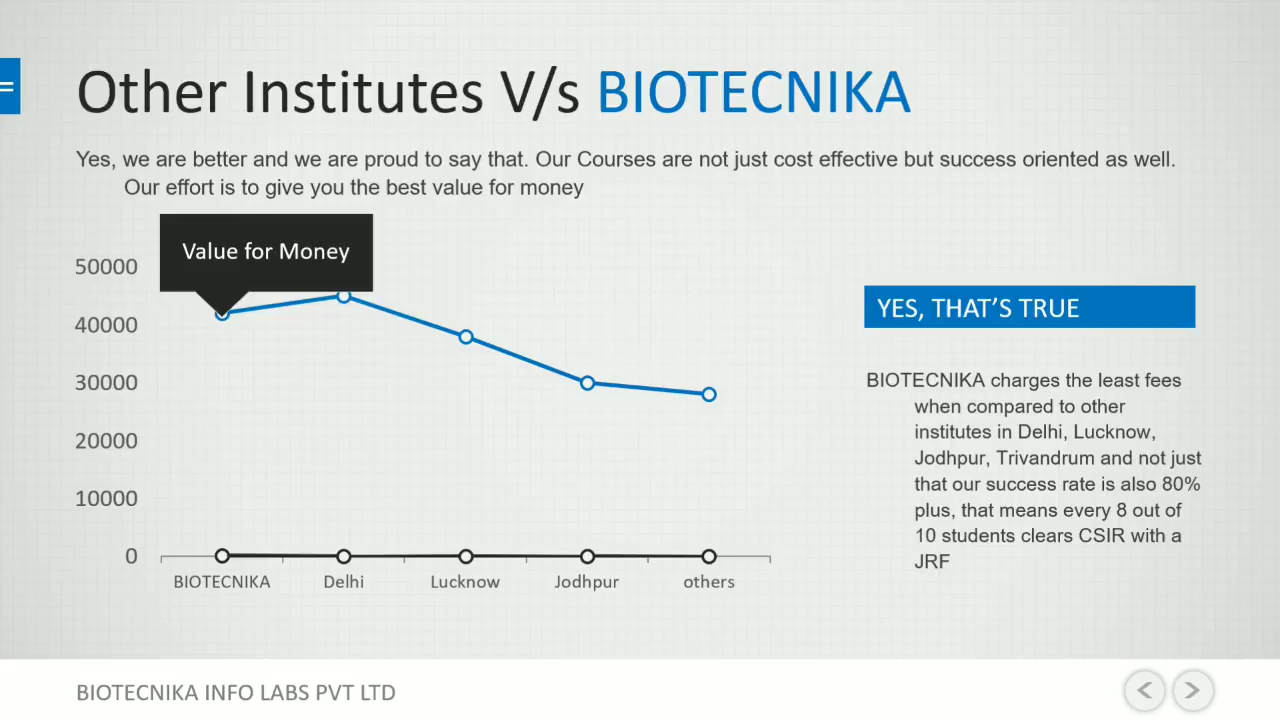 Other Institutes V/s BIOTECNIKA
Yes, we are better and we are proud to say that. Our Courses are not just cost effective but success oriented as well.
Our effort is to give you the best value for money
Value for Money
50000
40000
30000
20000
10000
0
BIOTECNIKA Delhi Lucknow Jodhpur others
YES, THAT’S TRUE
BIOTECNIKA charges the least fees
when compared to other
institutes in Delhi, Lucknow,
Jodhpur, Trivandrum and not just
that our success rate is also 80%
plus, that means every 8 out of
10 students clears CSIR with a
JRF
BIOTECNIKA INFO LABS PVT LTD